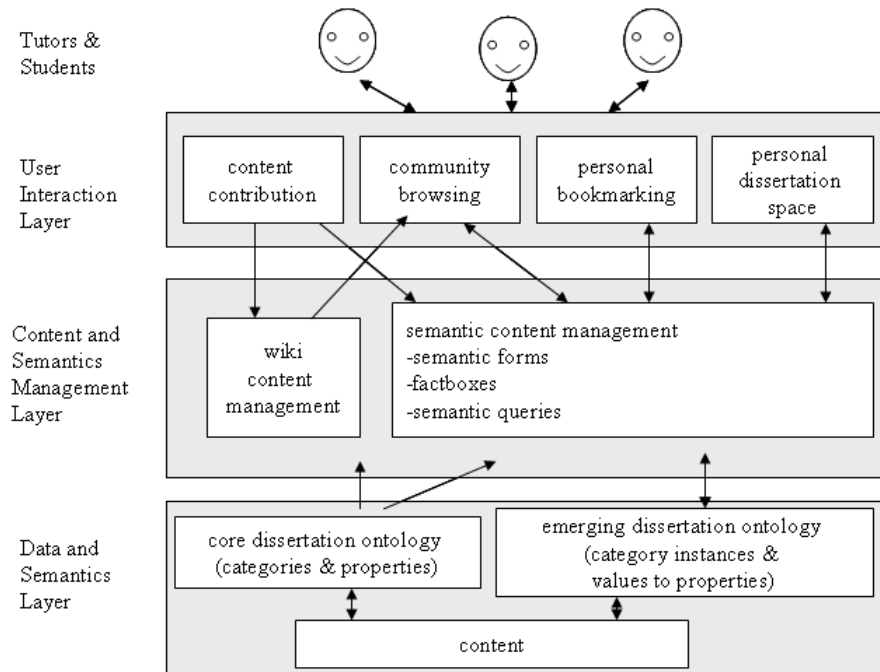 Tutors &
Students
User
Interaction
Layer
content
contribution
community
browsing
personal
bookmarking
personal
dissertation
space
Content and
Semantics
Management
Layer
wiki
content
management
semantic content management
-semantic forms
-factboxes
-semantic queries
Data and
Semantics
Layer
core dissertation ontology
(categories & properties)
emerging dissertation ontology
(category instances &
values to properties)
content